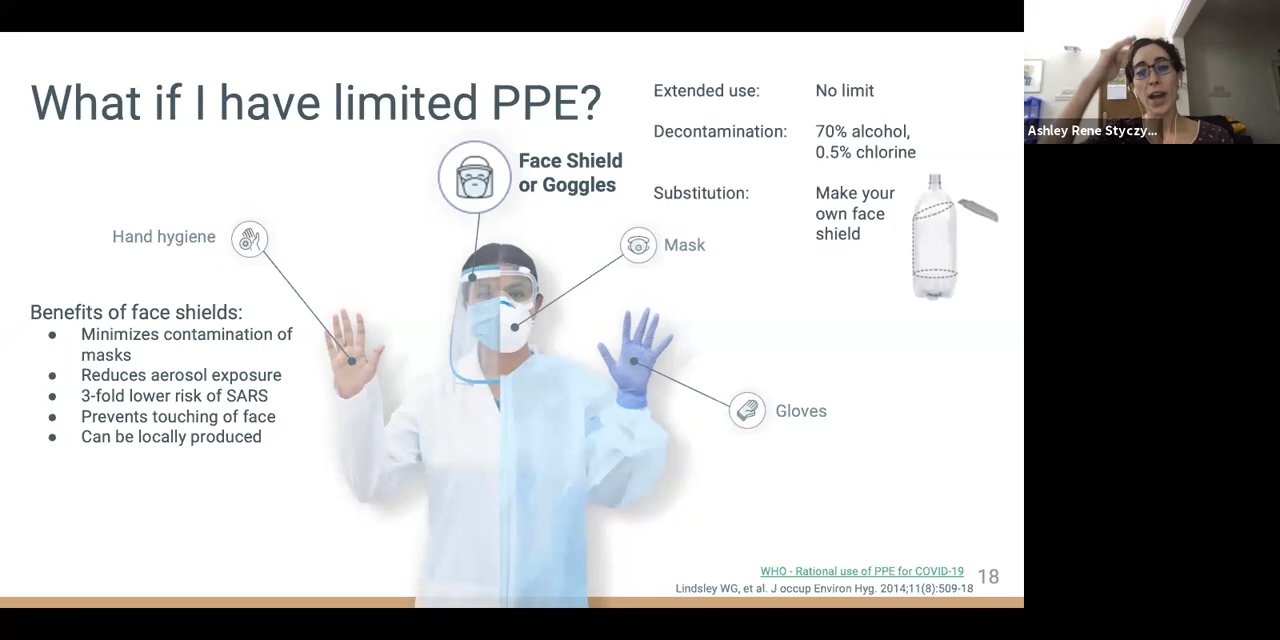 What if I have limited PPE?
Extended use: No limit
Decontamination: 70% alcohol,
0.5% chlorine
Substitution: Make your
own face
shield
Face Shield
or Goggles
Hand hygiene
Mask
Benefits of face shields:
● Minimizes contamination of
masks
● Reduces aerosol exposure
● 3-fold lower risk of SARS
● Prevents touching of face
● Can be locally produced
Gloves
WHO - Rational use of PPE for COVID-19
18
Lindsley WG, et al. J occup Environ Hyg. 2014;11(8):509-18
Ashley Rene Styczy...